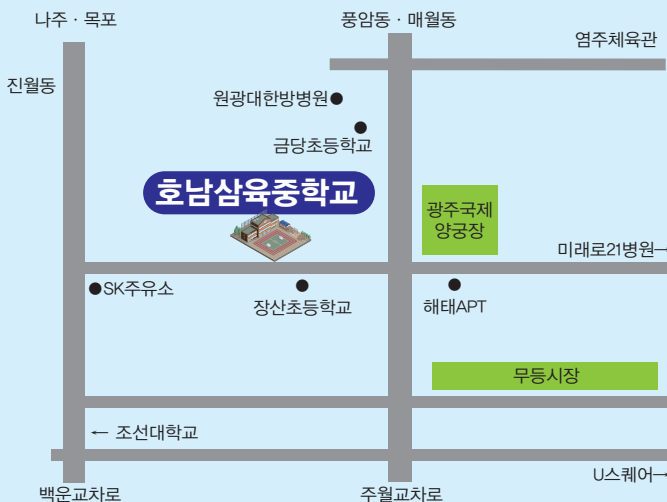 나주 · 목포
풍암동 · 매월동
염주체육관
진월동
원광대한방병원
금당초등학교
호남삼육중학교
광주국제
양궁장
미래로21병원→
SK주유소
장산초등학교
해태APT
무등시장
← 조선대학교
U스퀘어→
백운교차로
주월교차로